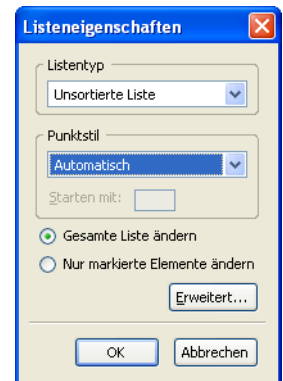 Listeneigenschaften
Listentyp
Unsortierte Liste
Punktstil
Automatisch
Starten mit:
Gesamte Liste ändern
Nur markierte Elemente ändern
Erweitert...
OK Abbrechen